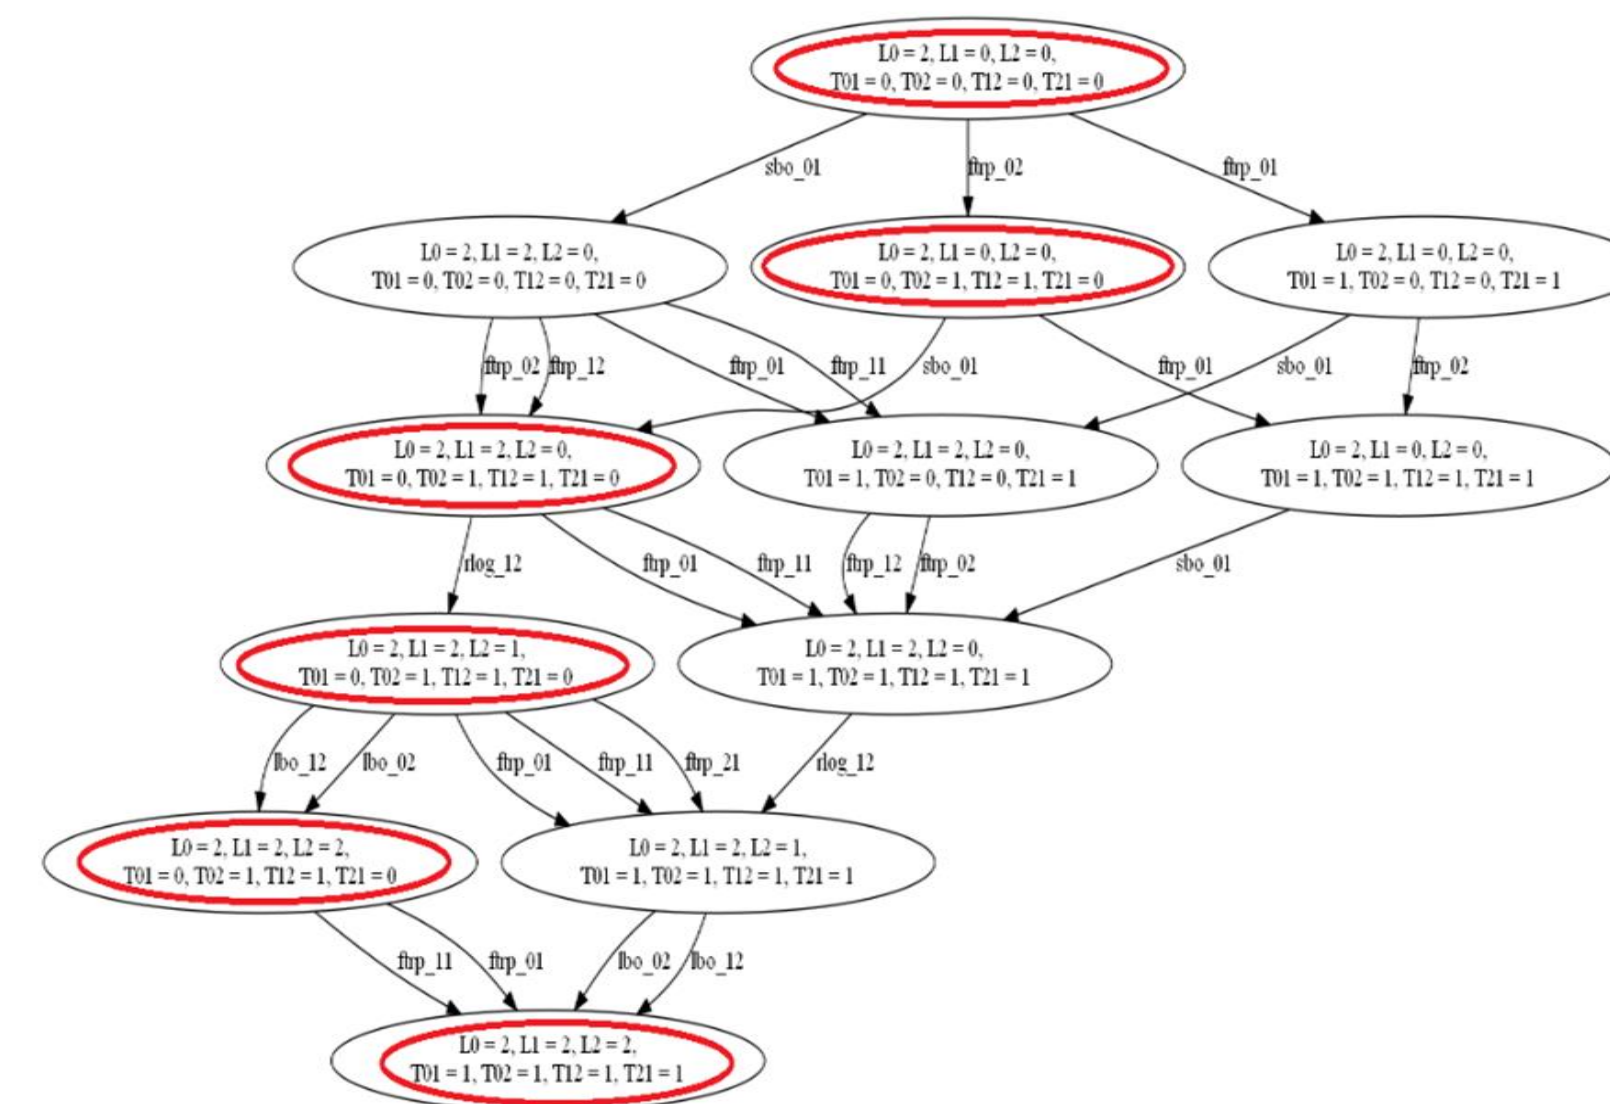 L0 = 2, L1 = 0, L2 = 0,
T01 = 0, T02 = 0, T12 = 0, T21 = 0
sbo_01
ftrp_02
ftrp_01
L0 = 2, L1 = 2, L2 = 0,
T01 = 0, T02 = 0, T12 = 0, T21 = 0
L0 = 2, L1 = 0, L2 = 0,
T01 = 0, T02 = 1, T12 = 1, T21 = 0
L0 = 2, L1 = 0, L2 = 0,
T01 = 1, T02 = 0, T12 = 0, T21 = 1
ftrp_02
ftrp_12
ftrp_01
ftrp_11
sbo_01
ftrp_01
sbo_01
ftrp_02
L0 = 2, L1 = 2, L2 = 0,
T01 = 0, T02 = 1, T12 = 1, T21 = 0
L0 = 2, L1 = 2, L2 = 0,
T01 = 1, T02 = 0, T12 = 0, T21 = 1
L0 = 2, L1 = 0, L2 = 0,
T01 = 1, T02 = 1, T12 = 1, T21 = 1
rlog_12
ftrp_01
ftrp_11
ftrp_12
ftrp_02
sbo_01
L0 = 2, L1 = 2, L2 = 1,
T01 = 0, T02 = 1, T12 = 1, T21 = 0
L0 = 2, L1 = 2, L2 = 0,
T01 = 1, T02 = 1, T12 = 1, T21 = 1
lbo_12
lbo_02
ftrp_01
ftrp_11
ftrp_21
rlog_12
L0 = 2, L1 = 2, L2 = 2,
T01 = 0, T02 = 1, T12 = 1, T21 = 0
L0 = 2, L1 = 2, L2 = 1,
T01 = 1, T02 = 1, T12 = 1, T21 = 1
ftrp_11
ftrp_01
lbo_02
lbo_12
L0 = 2, L1 = 2, L2 = 2,
T01 = 1, T02 = 1, T12 = 1, T21 = 1